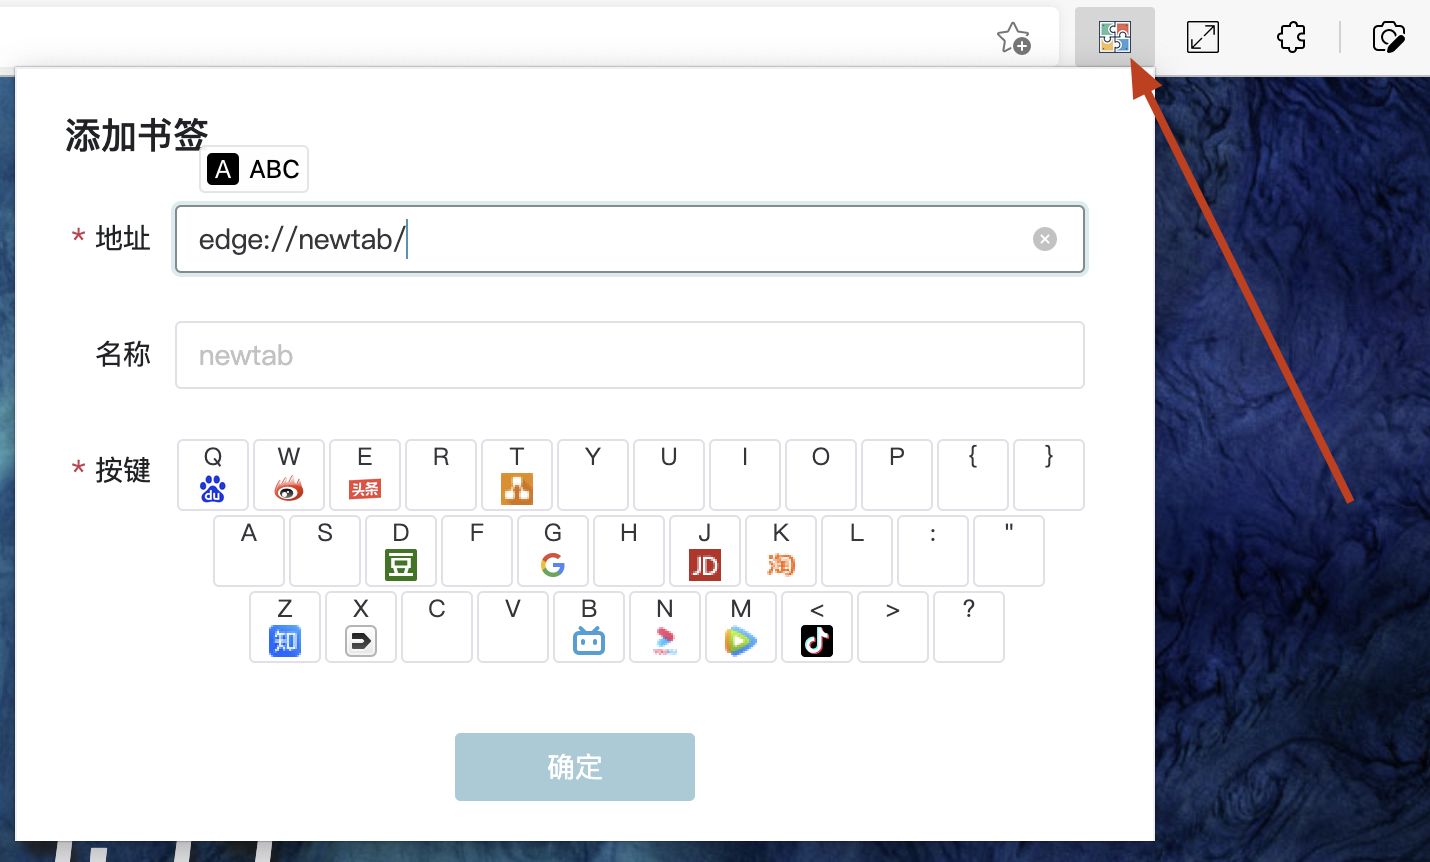 添加书签
A ABC
* 地址 edge://newtab/
名称 newtab
* 按键 Q W E R T Y U I O P { }
du 头条
A S D F G H J K L : "
豆 G JD 淘
Z X C V B N M < > ?
知
确定